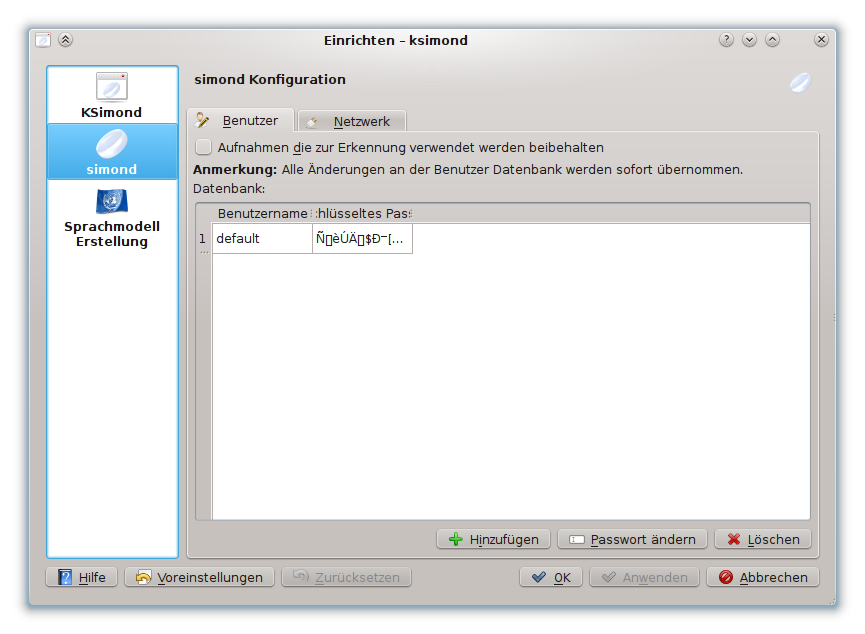 Einrichten – ksimond
KSimond
simond
Sprachmodell
Erstellung
simond Konfiguration
Benutzer
Netzwerk
Aufnahmen die zur Erkennung verwendet werden beibehalten
Anmerkung: Alle Änderungen an der Benutzer Datenbank werden sofort übernommen.
Datenbank:
Benutzername hlüsseltes Pas
1 default
Hinzufügen
Passwort ändern
Löschen
Hilfe
Voreinstellungen
Zurücksetzen
OK
Anwenden
Abbrechen